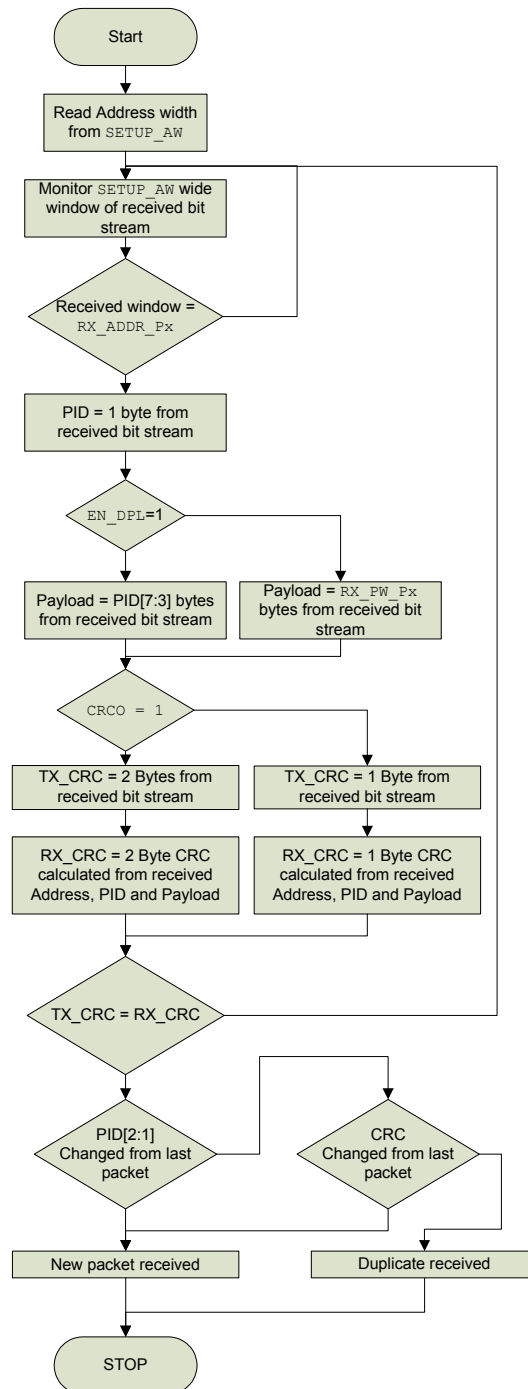 Start
Read Address width
from SETUP_AW
Monitor SETUP_AW wide
window of received bit
stream
Received window =
RX_ADDR_Px
PID = 1 byte from
received bit stream
EN_DPL=1
Payload = PID[7:3] bytes
from received bit stream
Payload = RX_PW_Px
bytes from received bit
stream
CRCO = 1
TX_CRC = 2 Bytes from
received bit stream
TX_CRC = 1 Byte from
received bit stream
RX_CRC = 2 Byte CRC
calculated from received
Address, PID and Payload
RX_CRC = 1 Byte CRC
calculated from received
Address, PID and Payload
TX_CRC = RX_CRC
PID[2:1]
Changed from last
packet
CRC
Changed from last
packet
New packet received
Duplicate received
STOP